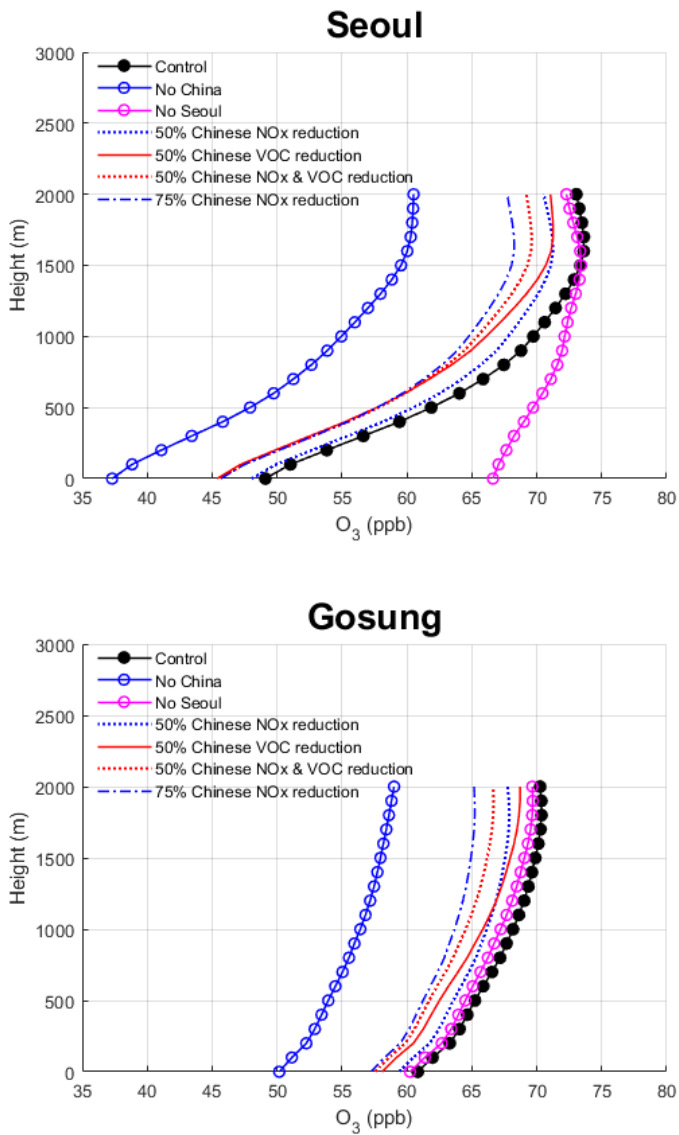 Seoul
3000
Control
No China
No Seoul
2500
50% Chinese NOx reduction
50% Chinese VOC reduction
50% Chinese NOx & VOC reduction
2000
75% Chinese NOx reduction
Height (m)
1500
1000
500
0
35 40 45 50 55 60 65 70 75 80
O3 (ppb)
Gosung
3000
Control
No China
No Seoul
2500
50% Chinese NOx reduction
50% Chinese VOC reduction
50% Chinese NOx & VOC reduction
2000
75% Chinese NOx reduction
Height (m)
1500
1000
500
0
35 40 45 50 55 60 65 70 75 80
O3 (ppb)